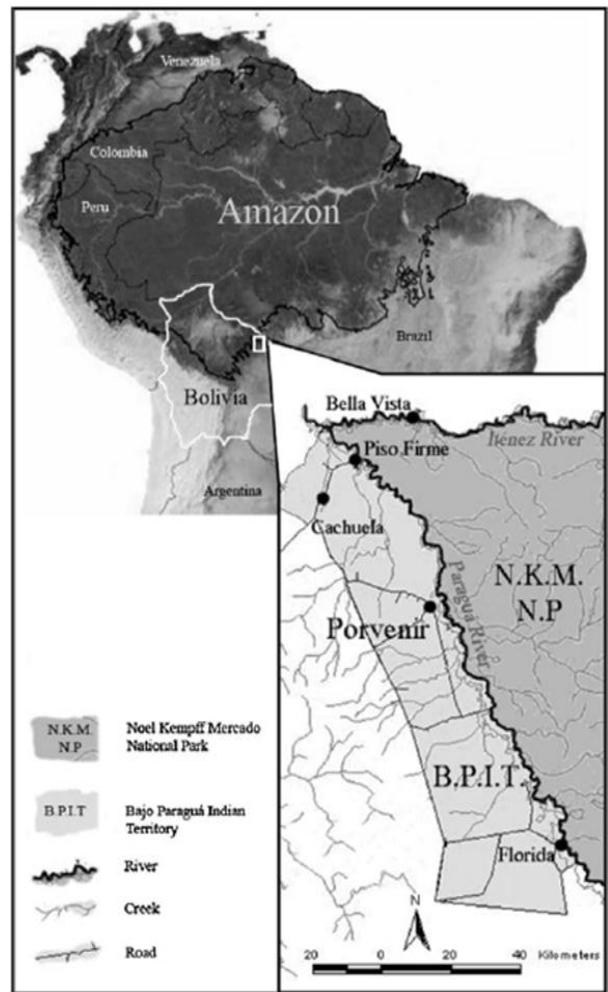 Venezuela
Colombia
Peru
Amazon
Brazil
Bolivia
Argentina
Bella Vista
Iténez River
Piso Firme
Cachuela
Paraguá River
N.K.M.
N.P
Porvenir
B.P.I.T.
Florida
N
20 0 20 40 Kilometers
N.K.M.
N.P
Noel Kempff Mercado
National Park
B.P.I.T
Bajo Paraguá Indian
Territory
River
Creek
Road